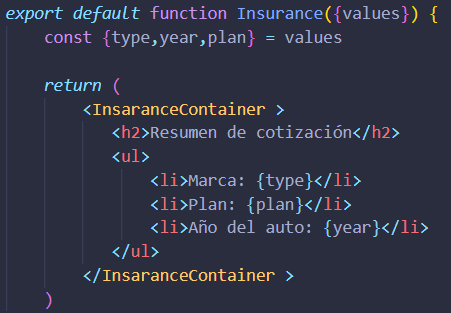 export default function Insurance({values}) {
const {type,year,plan} = values
return (
<InsaranceContainer >
<h2>Resumen de cotización</h2>
<ul>
<li>Marca: {type}</li>
<li>Plan: {plan}</li>
<li>Año del auto: {year}</li>
</ul>
</InsaranceContainer >
)